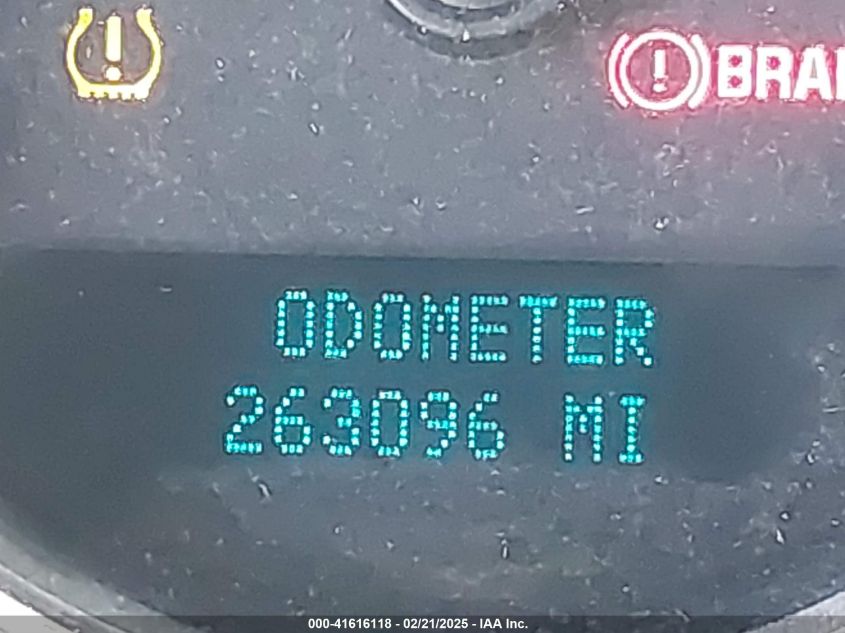 BRA
ODOMETER
263096 MI
000-41616118 - 02/21/2025 - IAA Inc.